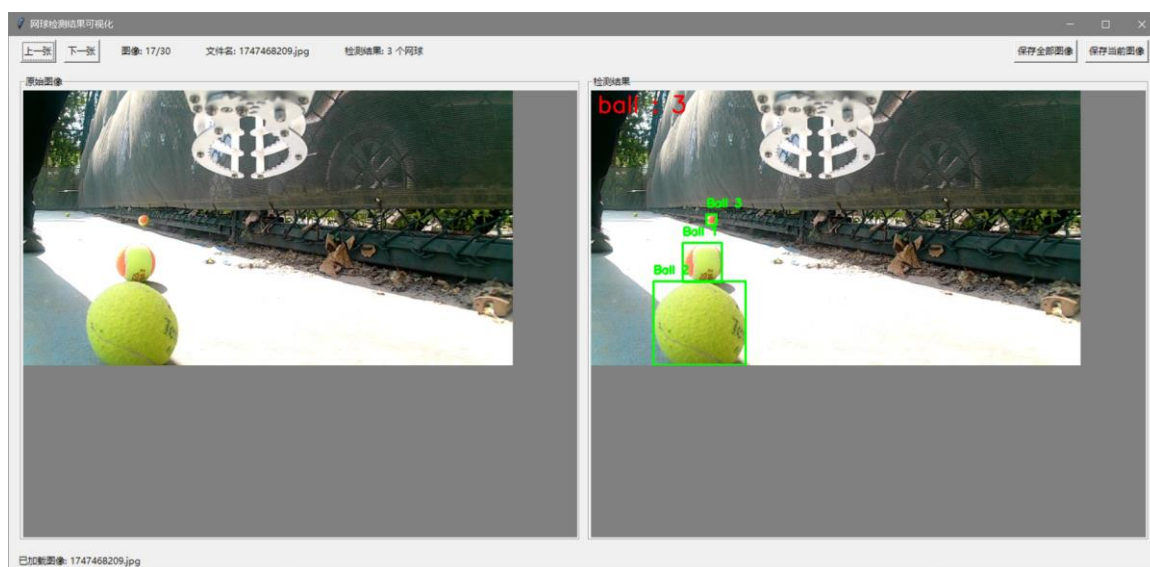 网球检测结果可视化
上一张 下一张 图像: 17/30 文件名: 1747468209.jpg 检测结果: 3 个网球 保存全部图像 保存当前图像
原始图像
检测结果
ball : 3
Ball 3
Ball 1
Ball 2
已加载图像: 1747468209.jpg